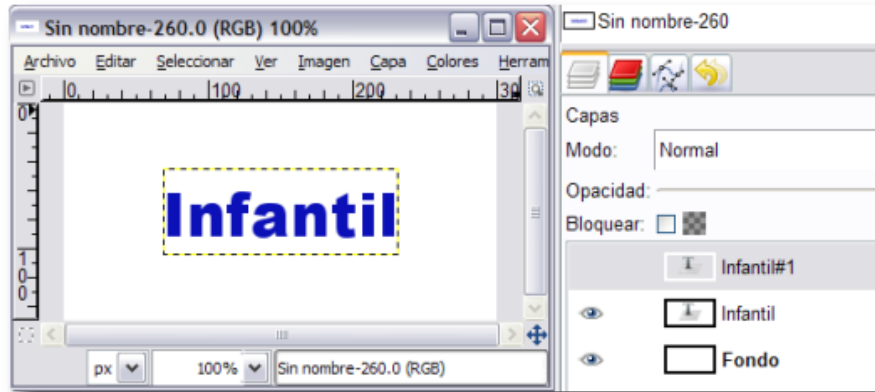 Sin nombre-260.0 (RGB) 100%
Archivo Editar Seleccionar Ver Imagen Capa Colores Herram
0 100 200 30
0
Infantil
100
px 100% Sin nombre-260.0 (RGB)
Sin nombre-260
Capas
Modo: Normal
Opacidad:
Bloquear:
Infantil#1
Infantil
Fondo